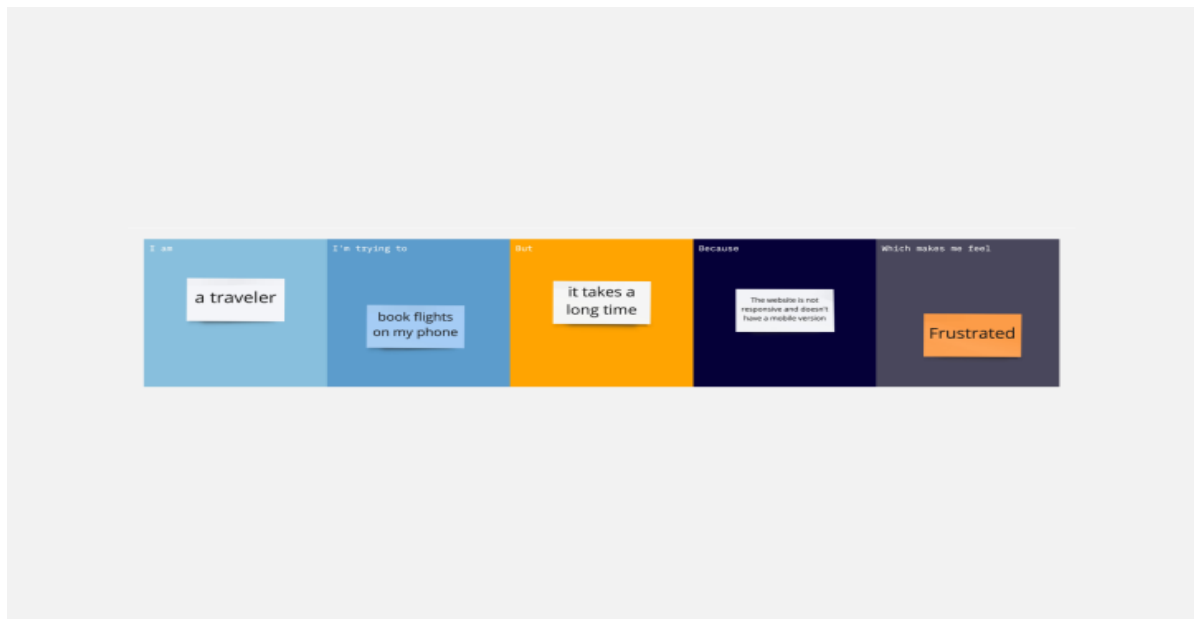 I am
a traveler
I'm trying to
book flights
on my phone
But
it takes a
long time
Because
The website is not
responsive and doesn't
have a mobile version
Which makes me feel
Frustrated